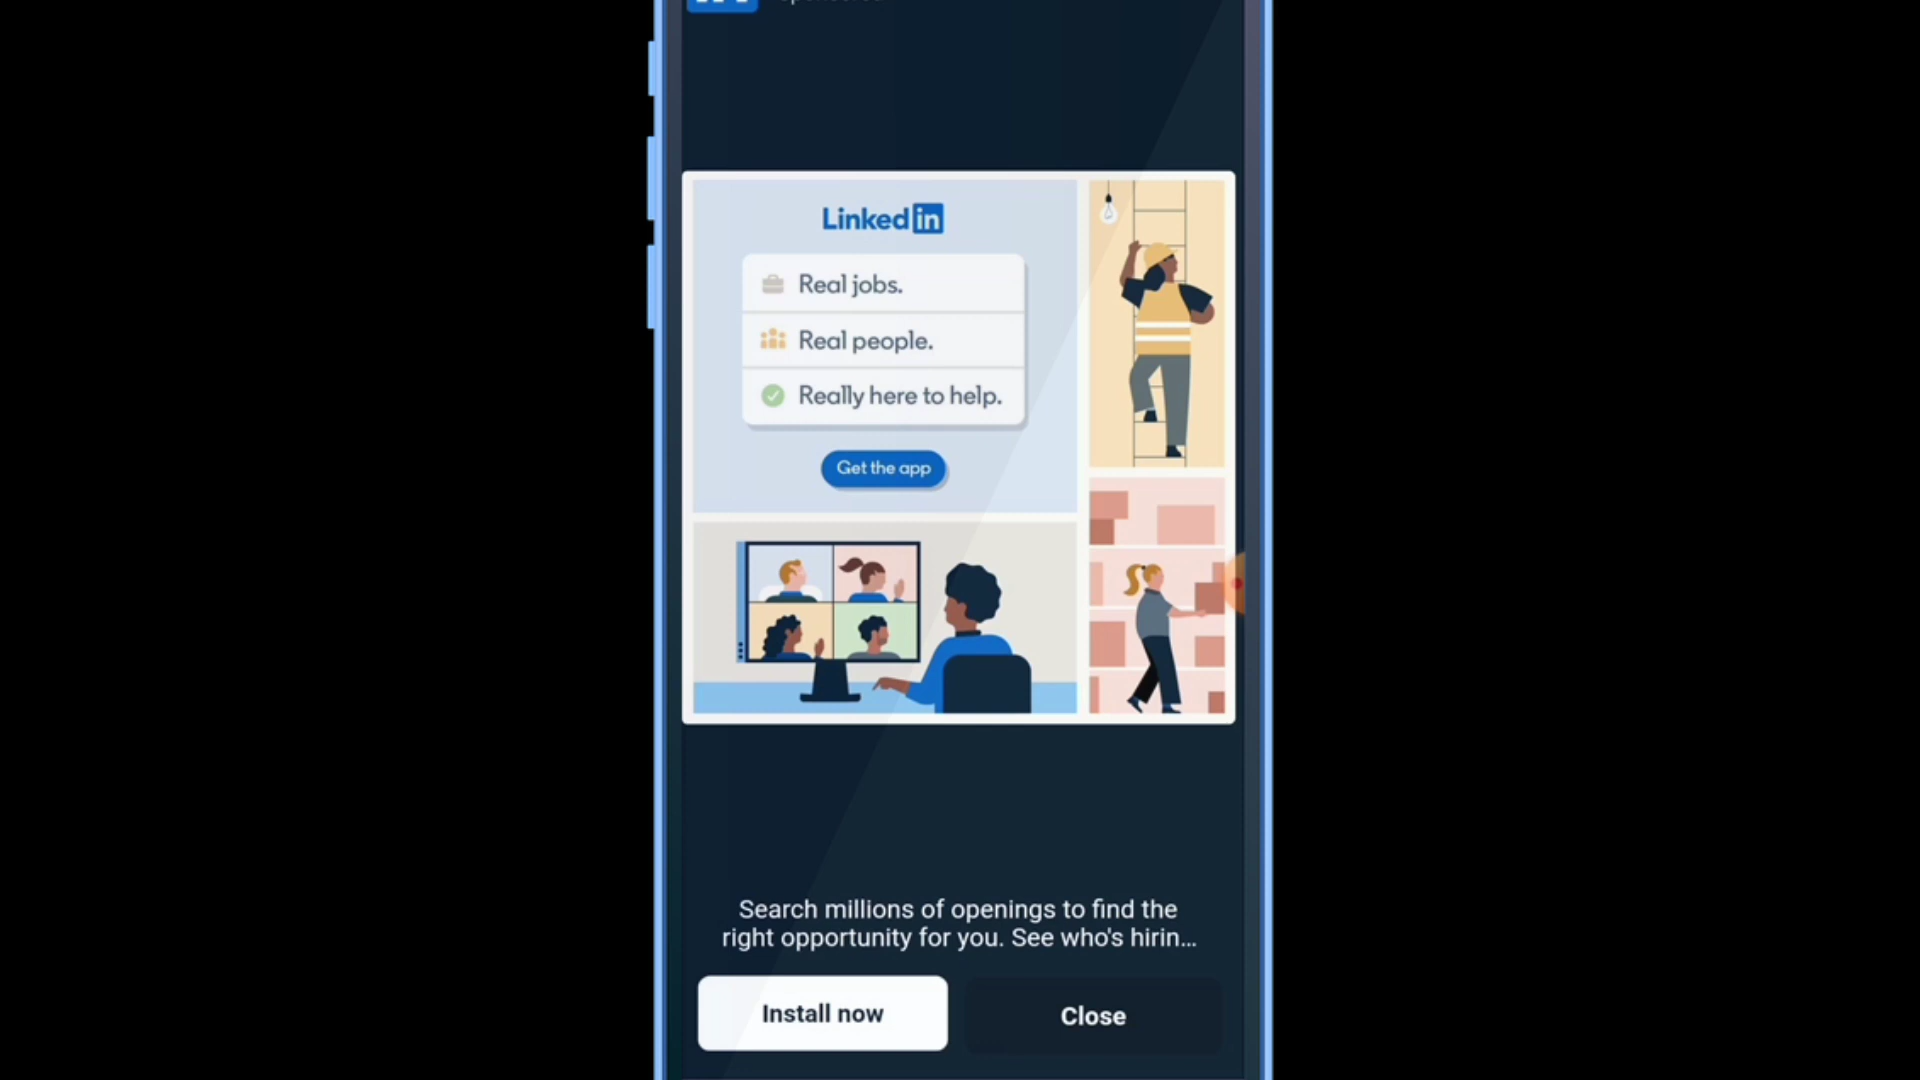 Linked in
Real jobs.
Real people.
Really here to help.
Get the app
Search millions of openings to find the
right opportunity for you. See who's hirin...
Install now
Close